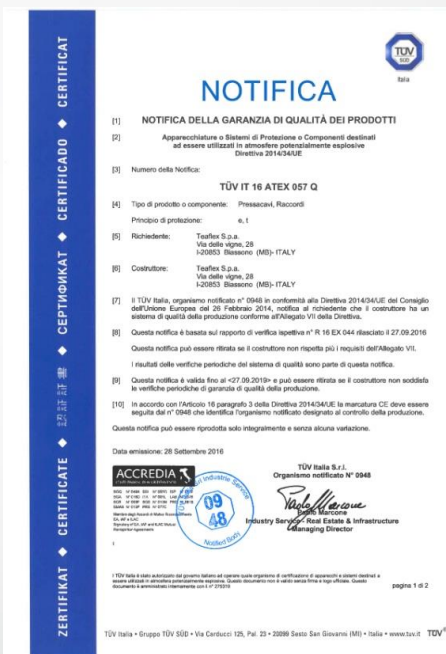 ZERTIFIKAT ◆ CERTIFICATE ◆ 認證證書 ◆ СЕРТИФИКАТ ◆ CERTIFICADO ◆ CERTIFICAT
TÜV
SÜD
Italia
NOTIFICA
[1] NOTIFICA DELLA GARANZIA DI QUALITÀ DEI PRODOTTI
[2] Apparecchiature o Sistemi di Protezione o Componenti destinati
ad essere utilizzati in atmosfere potenzialmente esplosive
Direttiva 2014/34/UE
[3] Numero della Notifica:
TÜV IT 16 ATEX 057 Q
[4] Tipo di prodotto o componente: Pressacavi, Raccordi
Principio di protezione: e, t
[5] Richiedente: Teaflex S.p.a.
Via delle vigne, 28
I-20853 Biassono (MB)- ITALY
[6] Costruttore: Teaflex S.p.a.
Via delle vigne, 28
I-20853 Biassono (MB)- ITALY
[7] Il TÜV Italia, organismo notificato n° 0948 in conformità alla Direttiva 2014/34/UE del Consiglio
dell'Unione Europea del 26 Febbraio 2014, notifica al richiedente che il costruttore ha un
sistema di qualità della produzione conforme all'Allegato VII della Direttiva.
[8] Questa notifica è basata sul rapporto di verifica ispettiva n° R 16 EX 044 rilasciato il 27.09.2016
Questa notifica può essere ritirata se il costruttore non rispetta più i requisiti dell'Allegato VII.
I risultati delle verifiche periodiche del sistema di qualità sono parte di questa notifica.
[9] Questa notifica è valida fino al <27.09.2019> e può essere ritirata se il costruttore non soddisfa
le verifiche periodiche di garanzia di qualità della produzione.
[10] In accordo con l'Articolo 16 paragrafo 3 della Direttiva 2014/34/UE la marcatura CE deve essere
seguita dal n° 0948 che identifica l'organismo notificato designato al controllo della produzione.
Questa notifica può essere riprodotta solo integralmente e senza alcuna variazione.
Data emissione: 28 Settembre 2016
ACCREDIA
TÜV Italia S.r.l.
Organismo notificato N° 0948
Industrie Service
09
48
Notified Body
Paolo Marcone
Industry Service - Real Estate & Infrastructure
Managing Director
pagina 1 di 2
TÜV Italia • Gruppo TÜV SÜD • Via Carducci 125, Pal. 23 • 20099 Sesto San Giovanni (MI) • Italia • www.tuv.it TÜV®